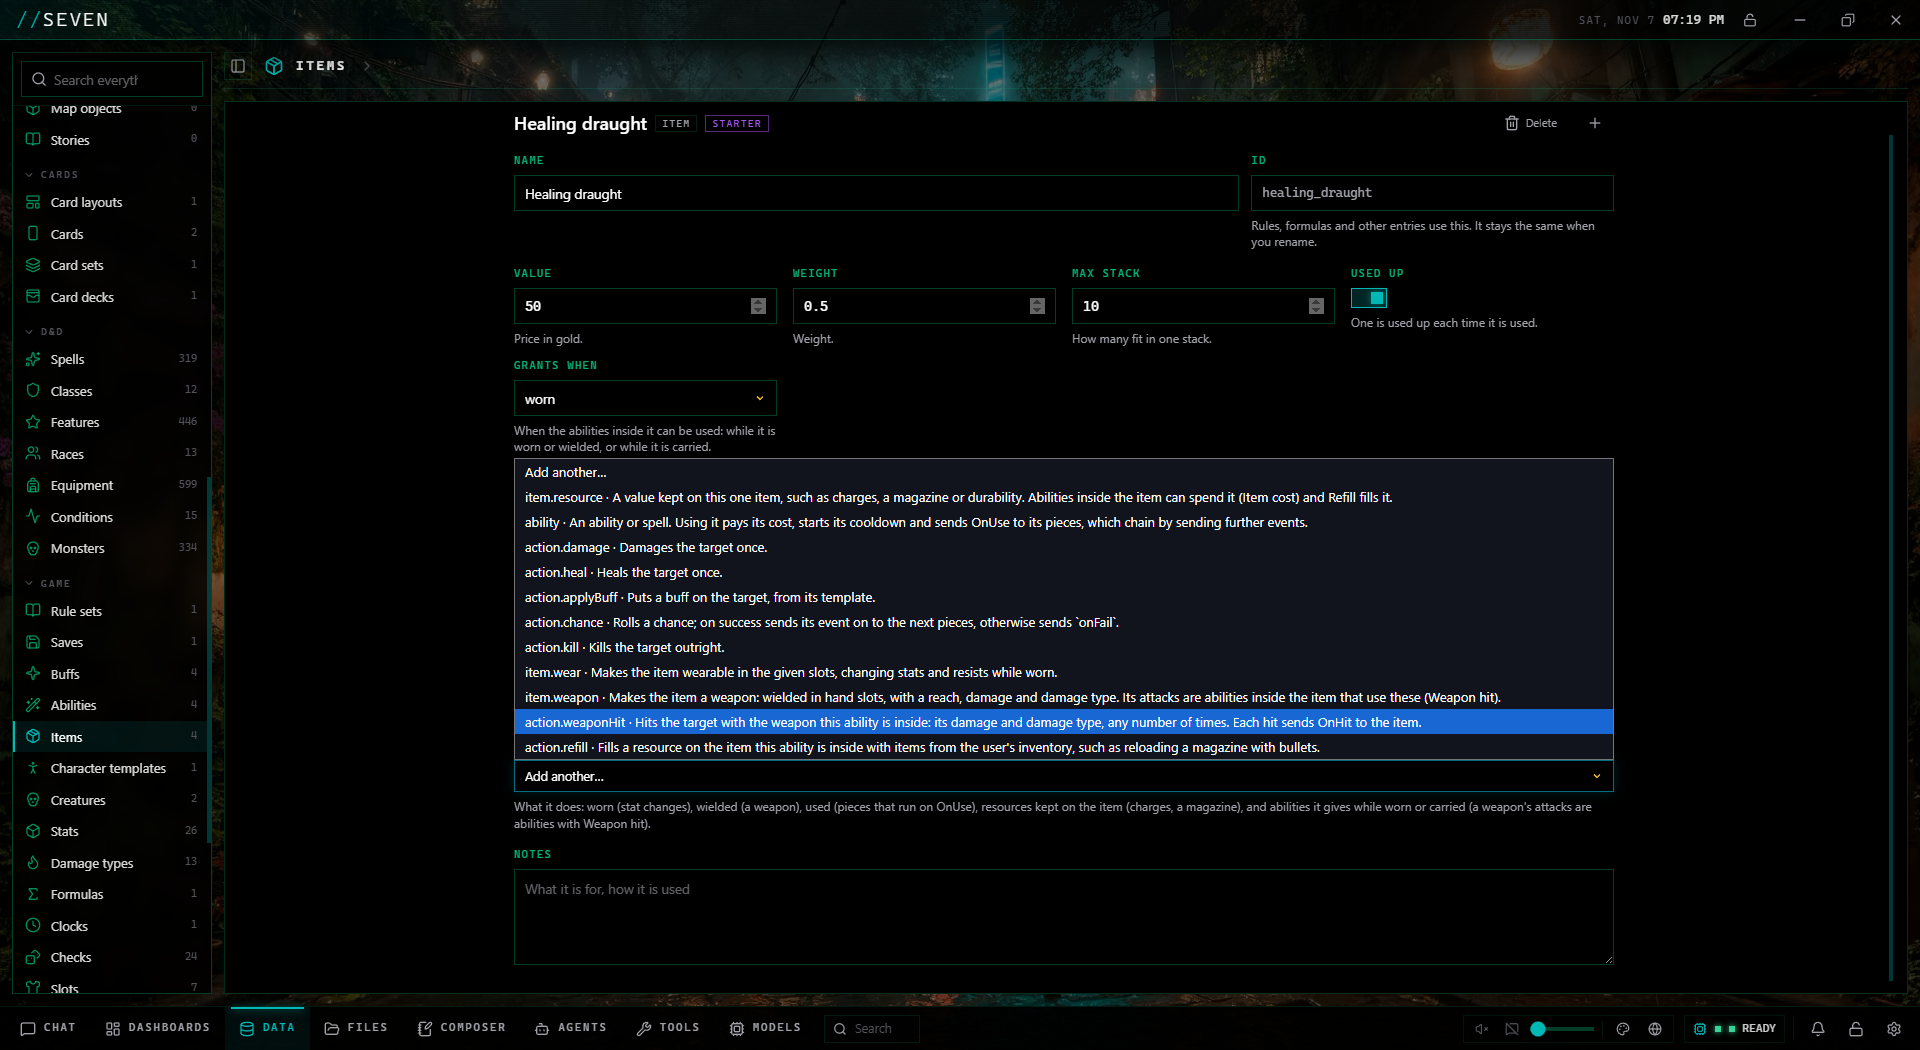 //SEVEN
SAT, NOV 7 07:19 PM
Search everytl
ITEMS
Map objects 0
Stories 0
CARDS
Card layouts 1
Cards 2
Card sets 1
Card decks 1
D&D
Spells 319
Classes 12
Features 446
Races 13
Equipment 599
Conditions 15
Monsters 334
GAME
Rule sets 1
Saves 1
Buffs 4
Abilities 4
Items 4
Character templates 1
Creatures 2
Stats 26
Damage types 13
Formulas 1
Clocks 1
Checks 24
Slots 7
Healing draught ITEM STARTER
Delete
NAME
Healing draught
ID
healing_draught
Rules, formulas and other entries use this. It stays the same when
you rename.
VALUE
50
Price in gold.
WEIGHT
0.5
Weight.
MAX STACK
10
How many fit in one stack.
USED UP
One is used up each time it is used.
GRANTS WHEN
worn
When the abilities inside it can be used: while it is
worn or wielded, or while it is carried.
Add another...
item.resource · A value kept on this one item, such as charges, a magazine or durability. Abilities inside the item can spend it (Item cost) and Refill fills it.
ability · An ability or spell. Using it pays its cost, starts its cooldown and sends OnUse to its pieces, which chain by sending further events.
action.damage · Damages the target once.
action.heal · Heals the target once.
action.applyBuff · Puts a buff on the target, from its template.
action.chance · Rolls a chance; on success sends its event on to the next pieces, otherwise sends `onFail`.
action.kill · Kills the target outright.
item.wear · Makes the item wearable in the given slots, changing stats and resists while worn.
item.weapon · Makes the item a weapon: wielded in hand slots, with a reach, damage and damage type. Its attacks are abilities inside the item that use these (Weapon hit).
action.weaponHit · Hits the target with the weapon this ability is inside: its damage and damage type, any number of times. Each hit sends OnHit to the item.
action.refill · Fills a resource on the item this ability is inside with items from the user's inventory, such as reloading a magazine with bullets.
Add another...
What it does: worn (stat changes), wielded (a weapon), used (pieces that run on OnUse), resources kept on the item (charges, a magazine), and abilities it gives while worn or carried (a weapon's attacks are
abilities with Weapon hit).
NOTES
What it is for, how it is used
CHAT
DASHBOARDS
DATA
FILES
COMPOSER
AGENTS
TOOLS
MODELS
Search
READY